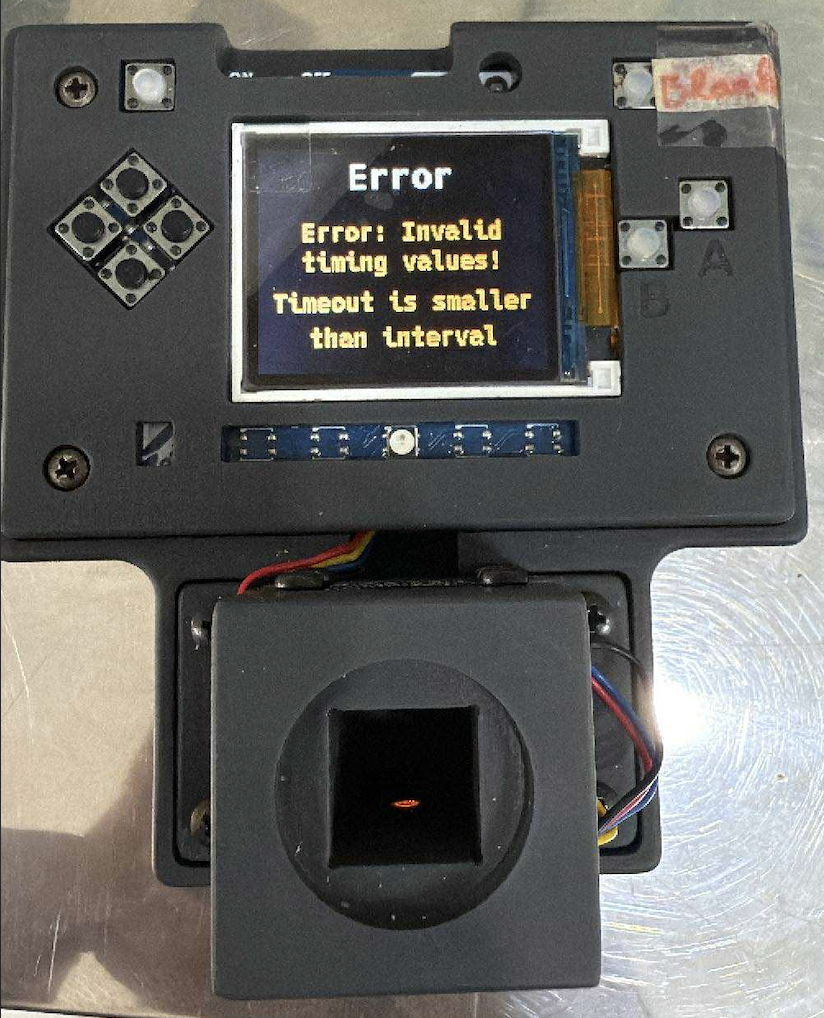 ON OFF
Blank
Error
Error: Invalid
timing values!
Timeout is smaller
than interval
A
B